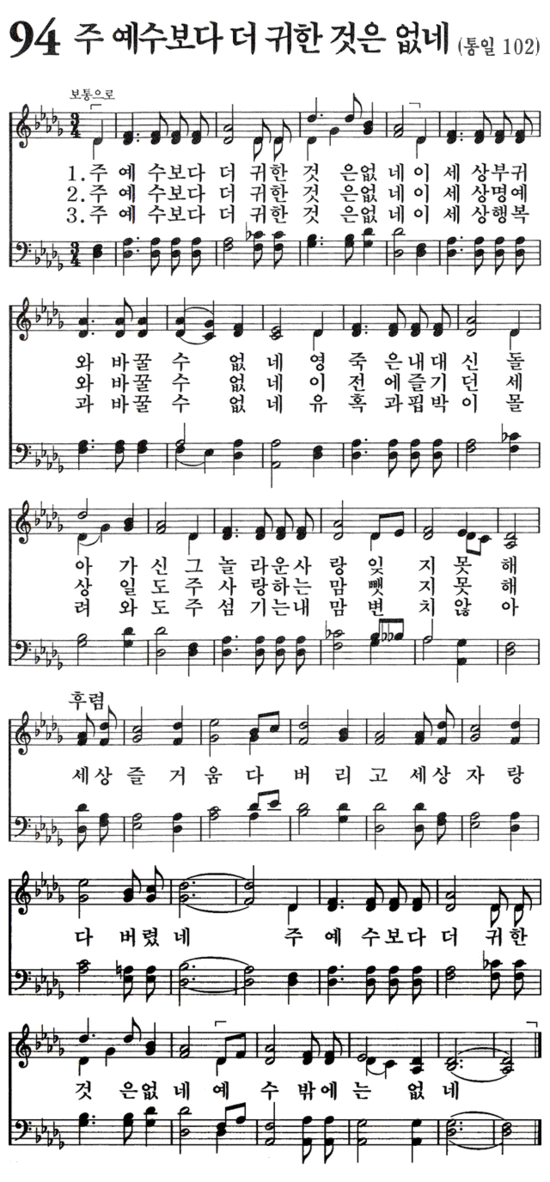 94 주 예수보다 더 귀한 것은 없네 (통일 102)
보통으로
1.주 예 수보다 더 귀한 것 은없 네이 세 상부귀
2.주 예 수보다 더 귀한 것 은없 네이 세 상명예
3.주 예 수보다 더 귀한 것 은없 네이 세 상행복
와 바꿀 수 없 네 영 죽 은내대 신 돌
와 바꿀 수 없 네 이 전 에즐기 던 세
과 바꿀 수 없 네 유 혹 과핍박 이 몰
아 가 신 그 놀 라운사 랑 잊 지 못 해
상 일 도 주 사 랑하는 맘 뺏 지 못 해
려 와 도 주 섬 기는내 맘 변 치 않 아
후렴
세상 즐 거 움 다 버 리 고 세상 자 랑
다 버렸 네 주 예 수보다 더 귀한
것 은없 네 예 수 밖에 는 없 네